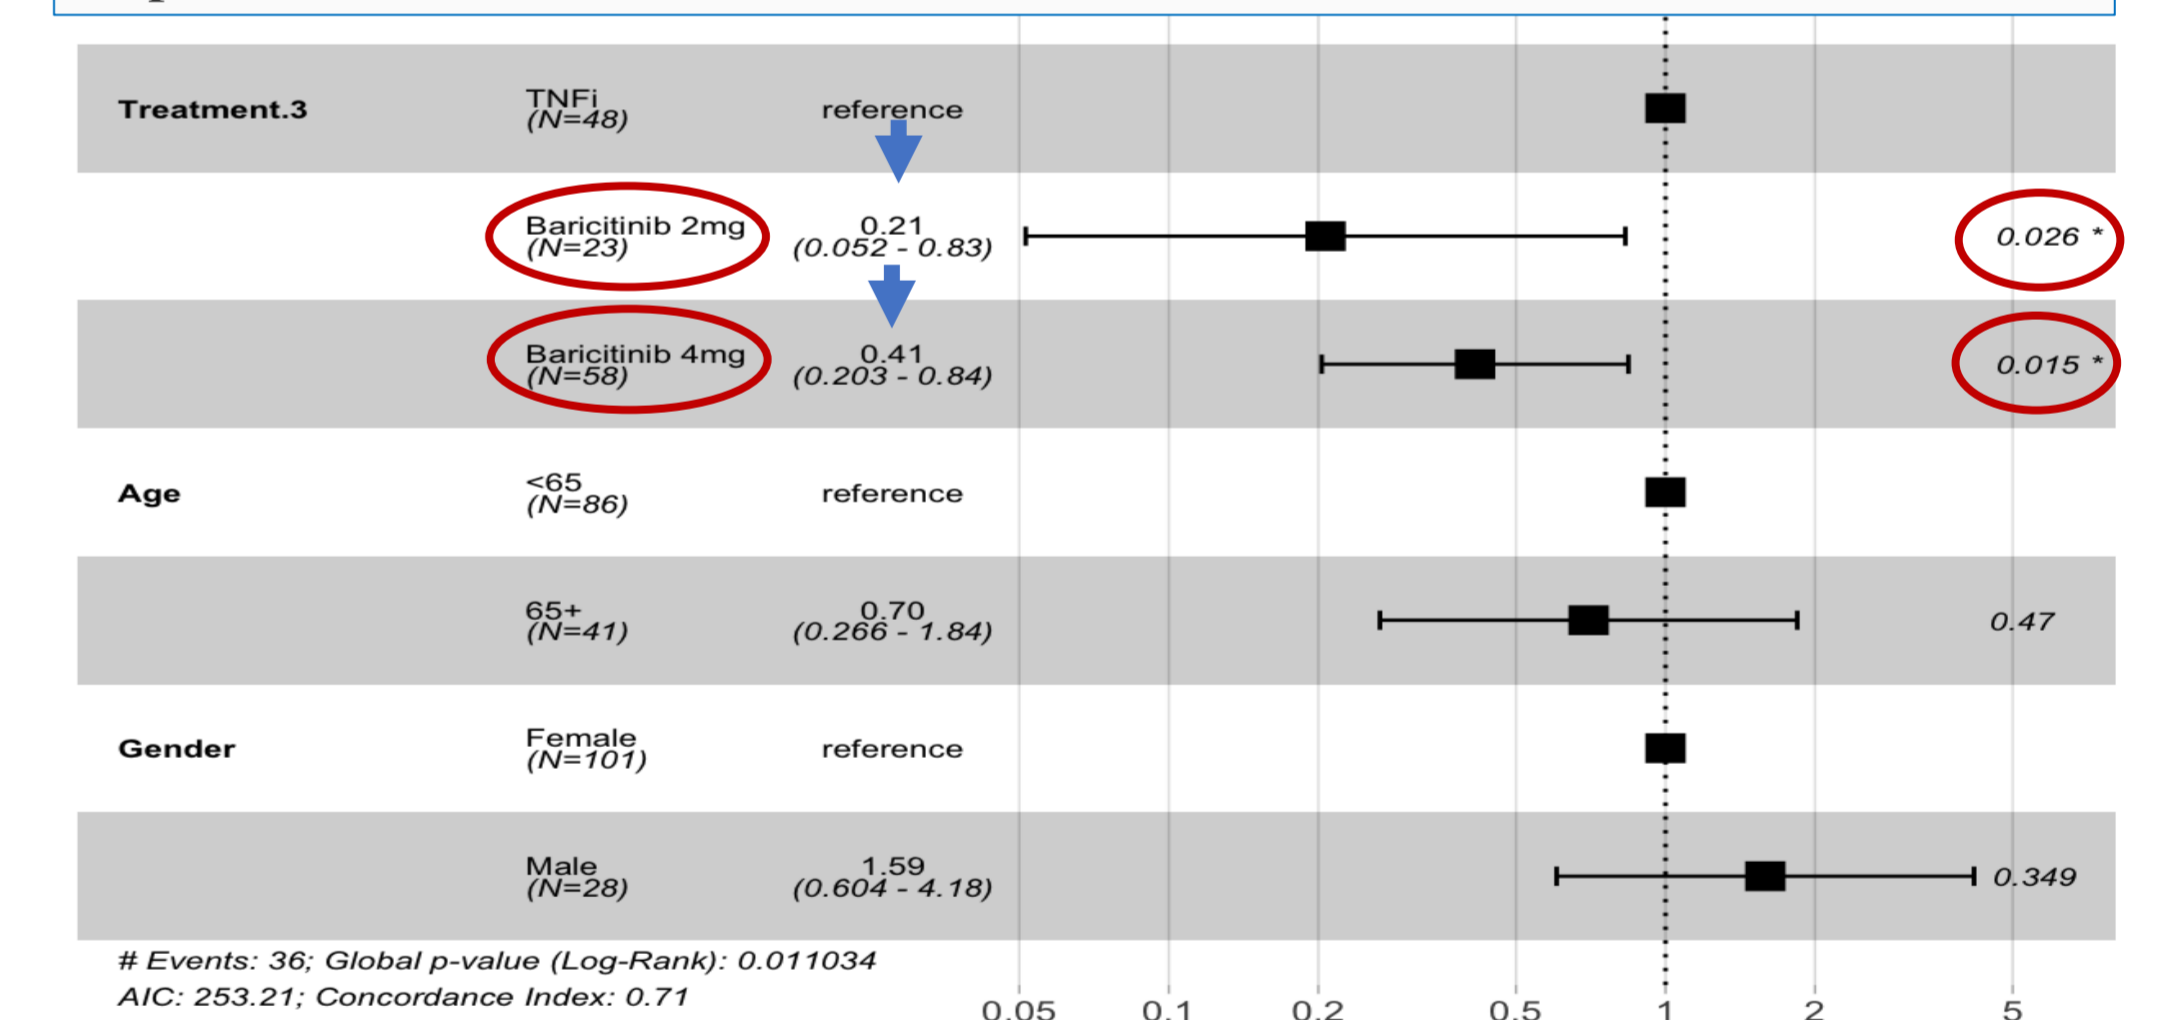 Treatment.3
TNFi
(N=48)
reference
Baricitinib 2mg
(N=23)
0.21
(0.052 - 0.83)
0.026 *
Baricitinib 4mg
(N=58)
0.41
(0.203 - 0.84)
0.015 *
Age
<65
(N=86)
reference
65+
(N=41)
0.70
(0.266 - 1.84)
0.47
Gender
Female
(N=101)
reference
Male
(N=28)
1.59
(0.604 - 4.18)
0.349
# Events: 36; Global p-value (Log-Rank): 0.011034
AIC: 253.21; Concordance Index: 0.71
0.05 0.1 0.2 0.5 1 2 5